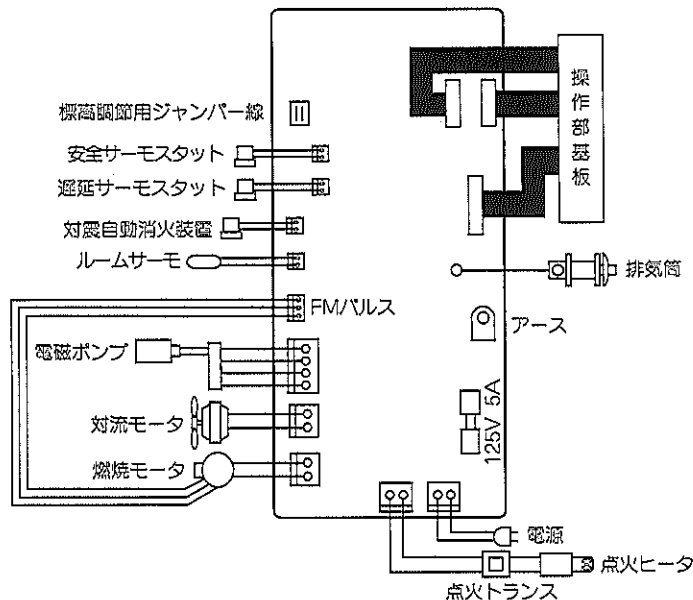 操作部基板
標高調節用ジャンパー線
安全サーモスタット
遅延サーモスタット
対震自動消火装置
ルームサーモ
排気筒
FMパルス
アース
電磁ポンプ
125V 5A
対流モータ
燃焼モータ
電源
点火ヒータ
点火トランス